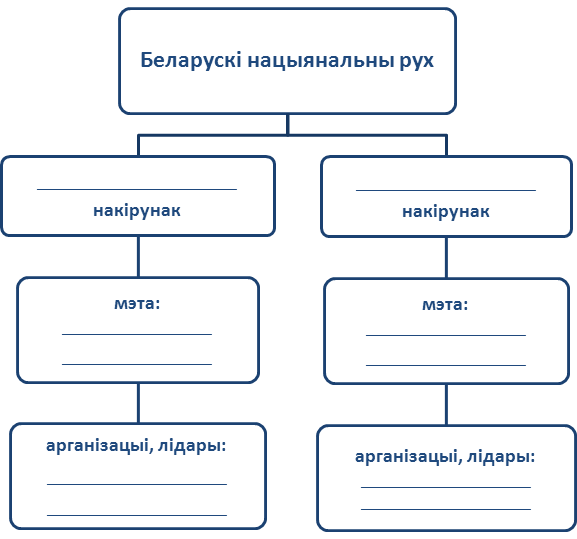 Беларускі нацыянальны рух
накірунак
накірунак
мэта:
мэта:
арганізацыі, лідары:
арганізацыі, лідары: